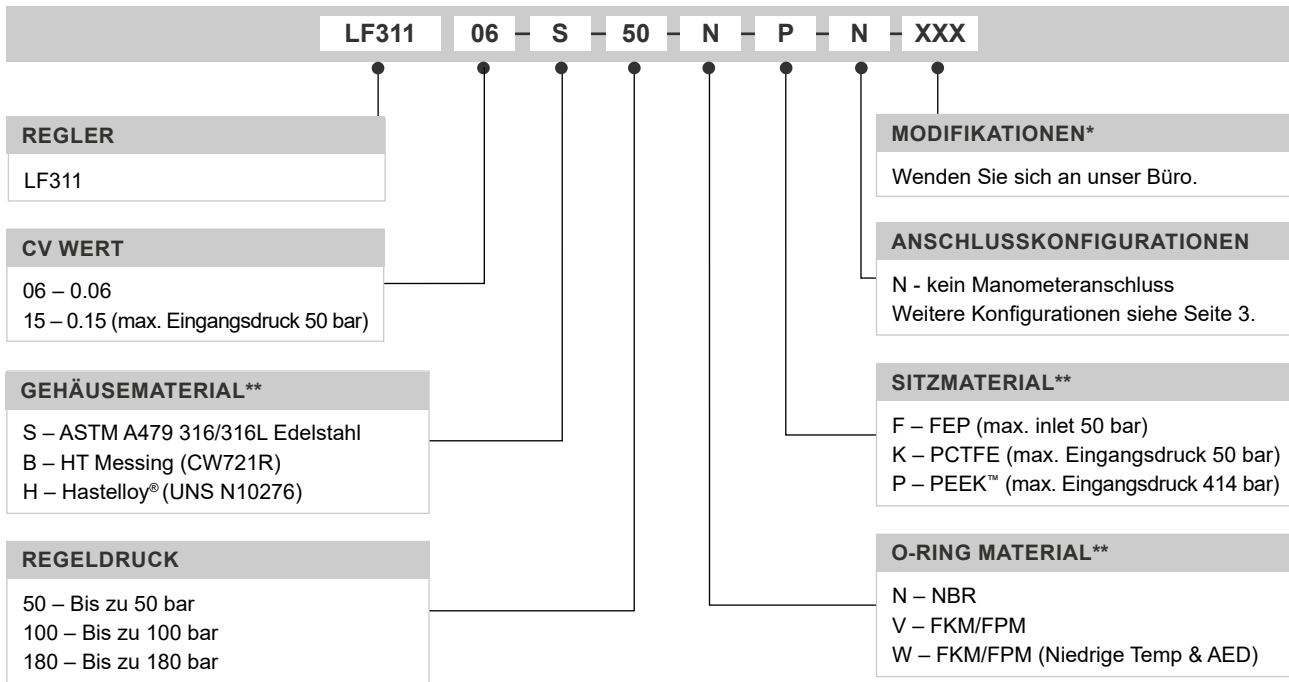 LF311 06 – S – 50 – N – P – N – XXX
REGLER
LF311
CV WERT
06 – 0.06
15 – 0.15 (max. Eingangsdruck 50 bar)
GEHÄUSEMATERIAL**
S – ASTM A479 316/316L Edelstahl
B – HT Messing (CW721R)
H – Hastelloy® (UNS N10276)
REGELDRUCK
50 – Bis zu 50 bar
100 – Bis zu 100 bar
180 – Bis zu 180 bar
MODIFIKATIONEN*
Wenden Sie sich an unser Büro.
ANSCHLUSSKONFIGURATIONEN
N - kein Manometeranschluss
Weitere Konfigurationen siehe Seite 3.
SITZMATERIAL**
F – FEP (max. inlet 50 bar)
K – PCTFE (max. Eingangsdruck 50 bar)
P – PEEK™ (max. Eingangsdruck 414 bar)
O-RING MATERIAL**
N – NBR
V – FKM/FPM
W – FKM/FPM (Niedrige Temp & AED)